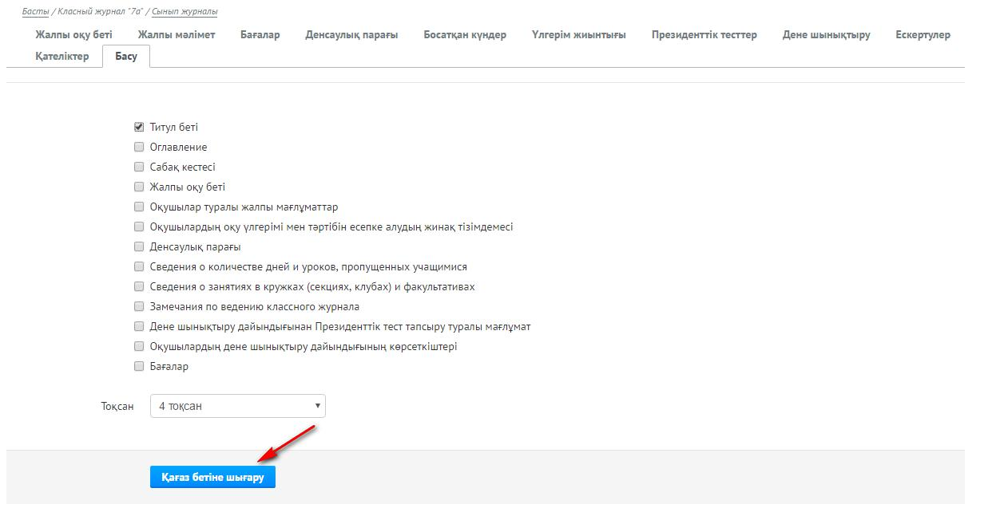 Басты / Класный журнал "7а" / Сынып журналы
Жалпы оқу беті Жалпы мәлімет Бағалар Денсаулық парағы Босатқан күндер Үлгерім жиынтығы Президенттік тесттер Дене шынықтыру Ескертулер
Қателіктер Басу
Титул беті
Оглавление
Сабақ кестесі
Жалпы оқу беті
Оқушылар туралы жалпы мағлұматтар
Оқушылардың оқу үлгерімі мен тәртібін есепке алудың жинақ тізімдемесі
Денсаулық парағы
Сведения о количестве дней и уроков, пропущенных учащимися
Сведения о занятиях в кружках (секциях, клубах) и факультативах
Замечания по ведению классного журнала
Дене шынықтыру дайындығынан Президенттік тест тапсыру туралы мағлұмат
Оқушылардың дене шынықтыру дайындығының көрсеткіштері
Бағалар
Тоқсан 4 тоқсан
Қағаз бетіне шығару